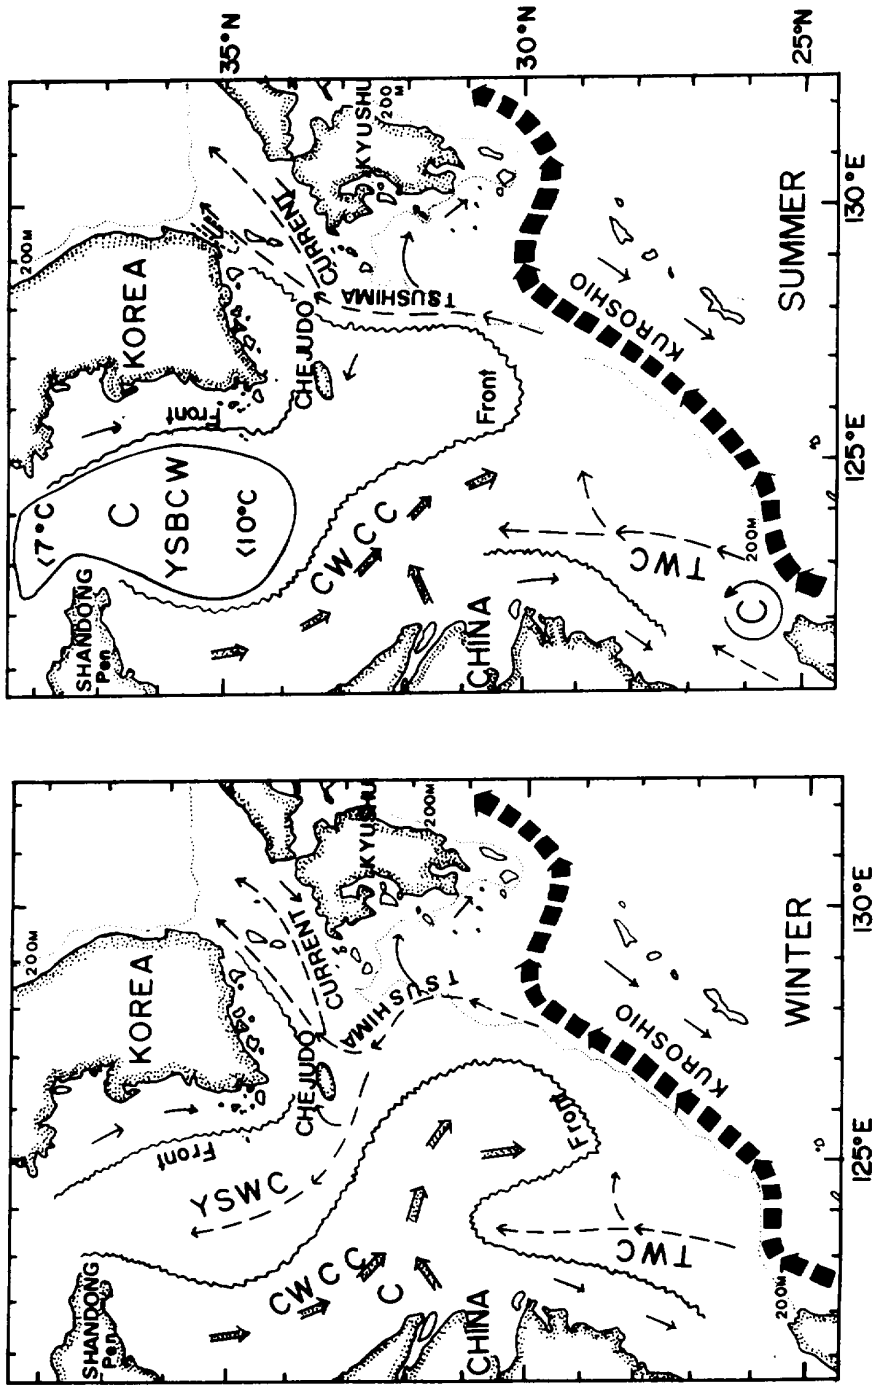 35°N
30°N
25°N
200M
KOREA
CHEJUDO
TSUSHIMA
CURRENT
KYUSHU
200M
130°E
SUMMER
KUROSHIO
Front
Front
<7°C
C
YSBCW
<10°C
SHANDONG
Pen
CWCC
C
CHINA
TWC
200M
C
125°E
200M
KOREA
CHEJUDO
TSUSHIMA
CURRENT
KYUSHU
200M
130°E
WINTER
KUROSHIO
Front
Front
YSWC
SHANDONG
Pen.
CWCC
C
CHINA
TWC
200M
125°E